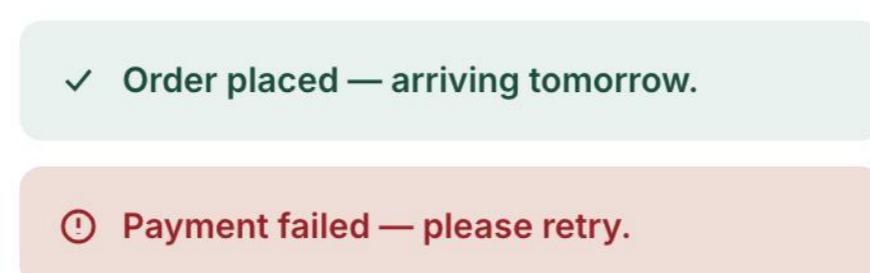 Order placed — arriving tomorrow.
Payment failed — please retry.